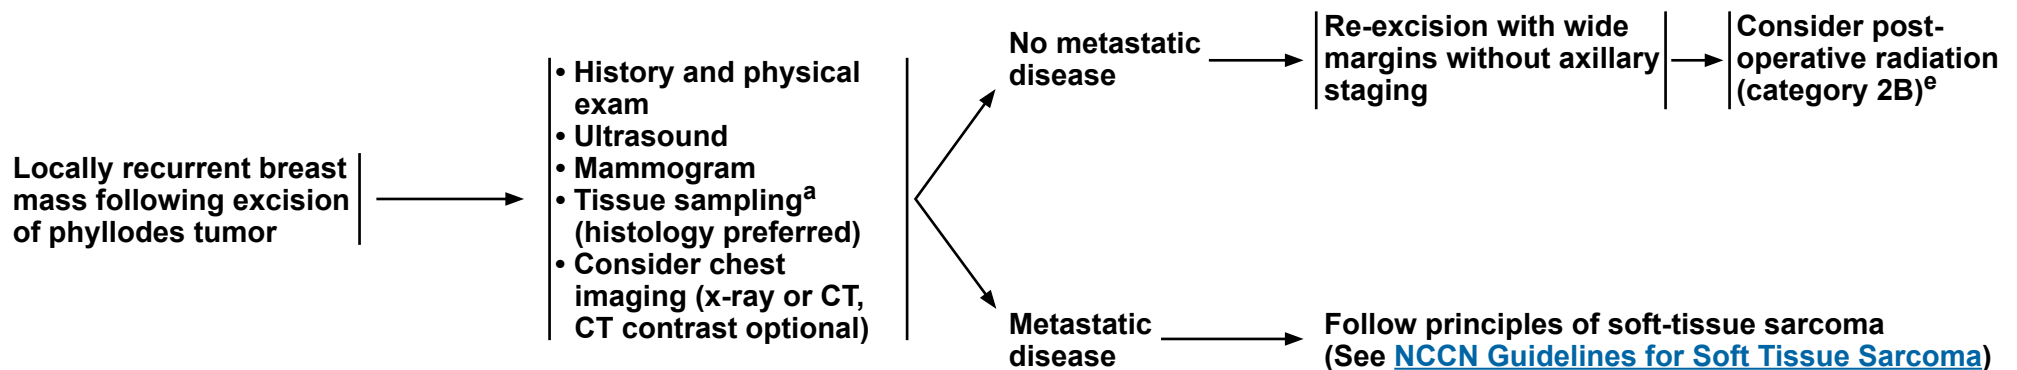 Locally recurrent breast
mass following excision
of phyllodes tumor
• History and physical
exam
• Ultrasound
• Mammogram
• Tissue samplingᵃ
(histology preferred)
• Consider chest
imaging (x-ray or CT,
CT contrast optional)
No metastatic
disease
Re-excision with wide
margins without axillary
staging
Consider post-
operative radiation
(category 2B)ᵉ
Metastatic
disease
Follow principles of soft-tissue sarcoma
(See NCCN Guidelines for Soft Tissue Sarcoma)